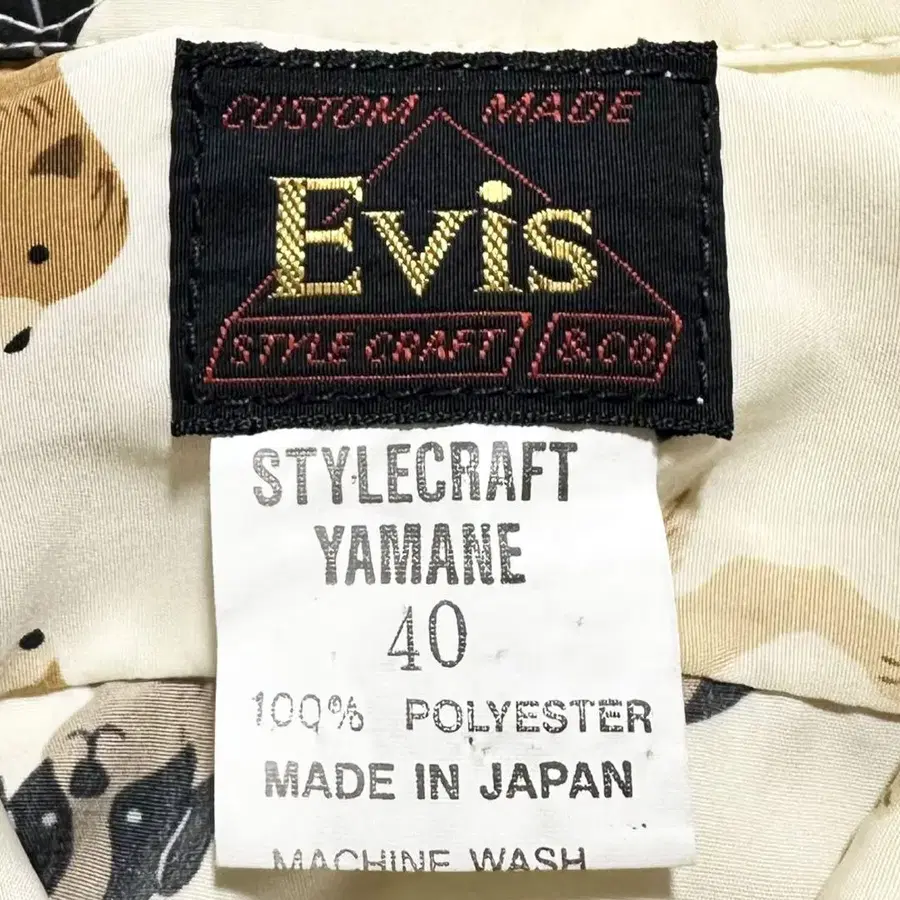 CUSTOM MADE
Evis
STYLE CRAFT & CO.
STYLECRAFT
YAMANE
40
100% POLYESTER
MADE IN JAPAN
MACHINE WASH